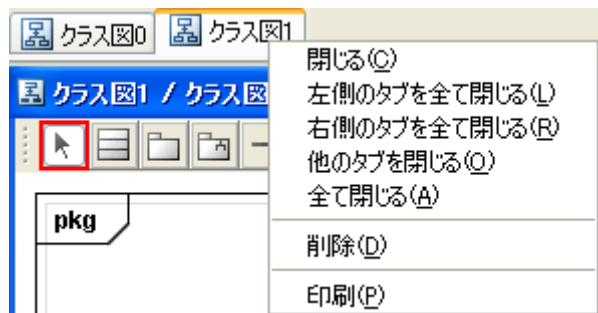 クラス図0
クラス図1
閉じる(C)
クラス図1 / クラス図
左側のタブを全て閉じる(L)
右側のタブを全て閉じる(R)
他のタブを閉じる(O)
全て閉じる(A)
pkg
削除(D)
印刷(P)